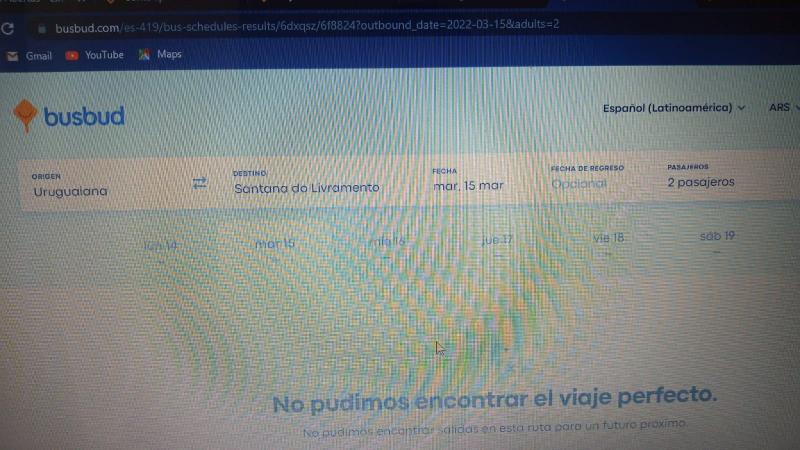 busbud.com/es-419/bus-schedules-results/6dxqsz/6f8824?outbound_date=2022-03-15&adults=2
Gmail YouTube Maps
busbud
Español (Latinoamérica) ARS
ORIGEN DESTINO FECHA FECHA DE REGRESO PASAJEROS
Uruguaiana Santana do Livramento mar, 15 mar Opcional 2 pasajeros
lun 14 mar 15 mié 16 jue 17 vie 18 sáb 19
No pudimos encontrar el viaje perfecto.
No pudimos encontrar salidas en esta ruta para un futuro próximo.